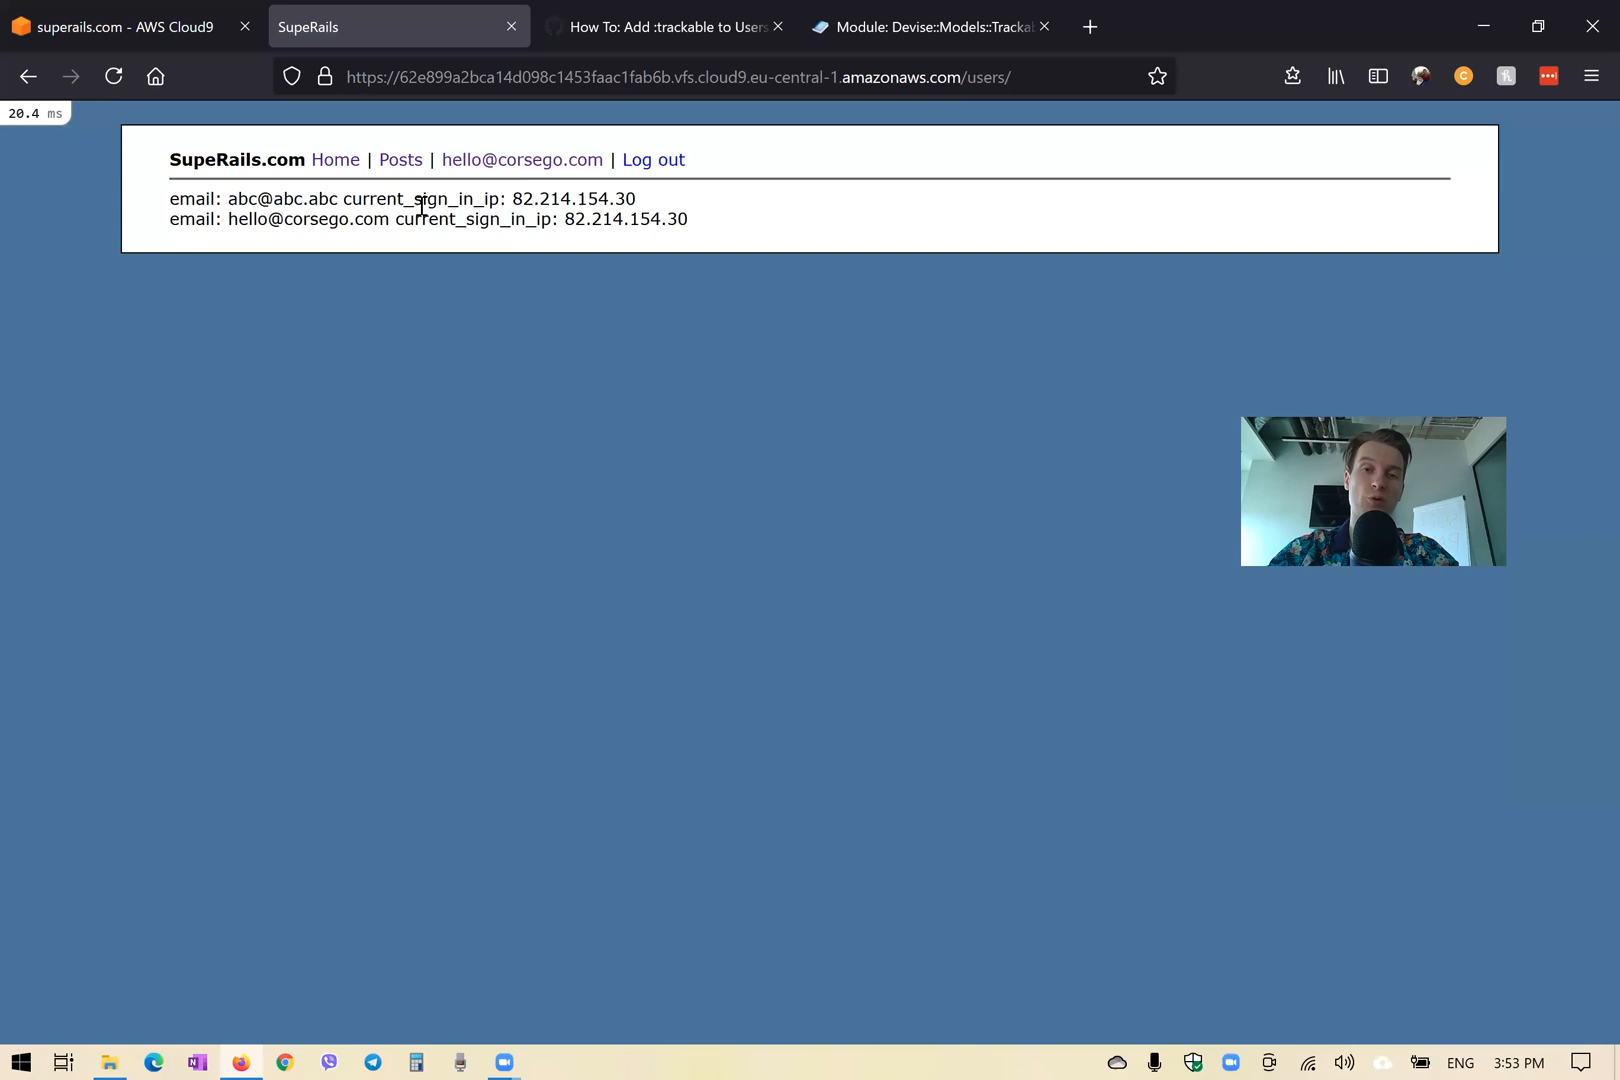 superails.com - AWS Cloud9
SupeRails
How To: Add :trackable to Users
Module: Devise::Models::Tracka
https://62e899a2bca14d098c1453faac1fab6b.vfs.cloud9.eu-central-1.amazonaws.com/users/
20.4 ms
SupeRails.com Home | Posts | hello@corsego.com | Log out
email: abc@abc.abc current_sign_in_ip: 82.214.154.30
email: hello@corsego.com current_sign_in_ip: 82.214.154.30
ENG
3:53 PM